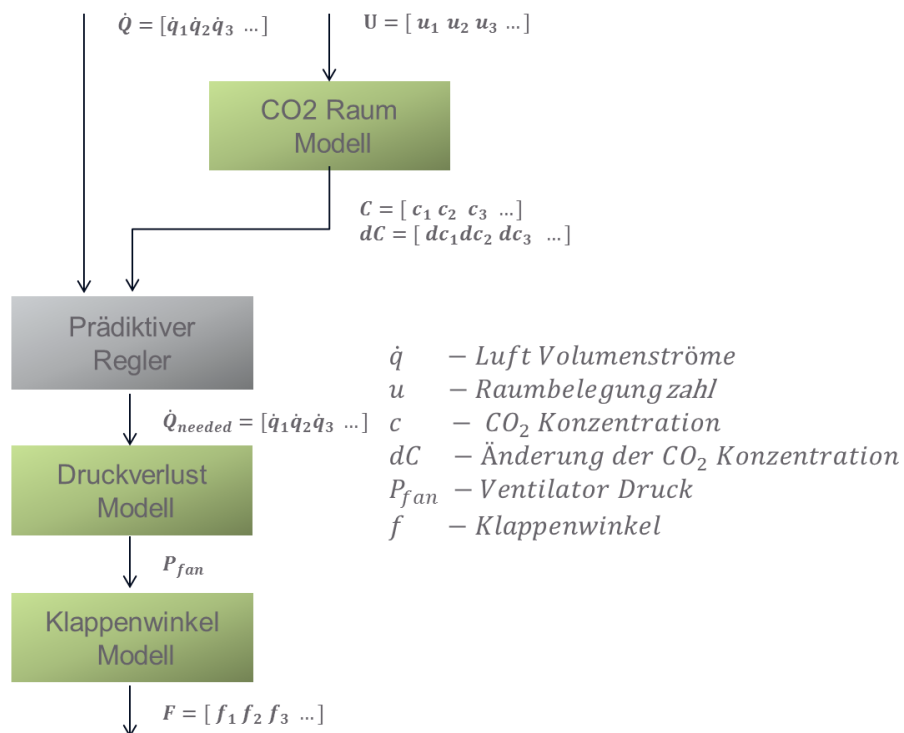 Q̇ = [q̇₁q̇₂q̇₃ ...]
U = [ u₁ u₂ u₃ ...]
CO2 Raum
Modell
C = [ c₁ c₂ c₃ ...]
dC = [ dc₁dc₂ dc₃ ...]
Prädiktiver
Regler
Q̇needed = [q̇₁q̇₂q̇₃ ...]
Druckverlust
Modell
Pfan
Klappenwinkel
Modell
F = [ f₁ f₂ f₃ ...]
q̇ – Luft Volumenströme
u – Raumbelegungzahl
c – CO₂ Konzentration
dC – Änderung der CO₂ Konzentration
Pfan – Ventilator Druck
f – Klappenwinkel